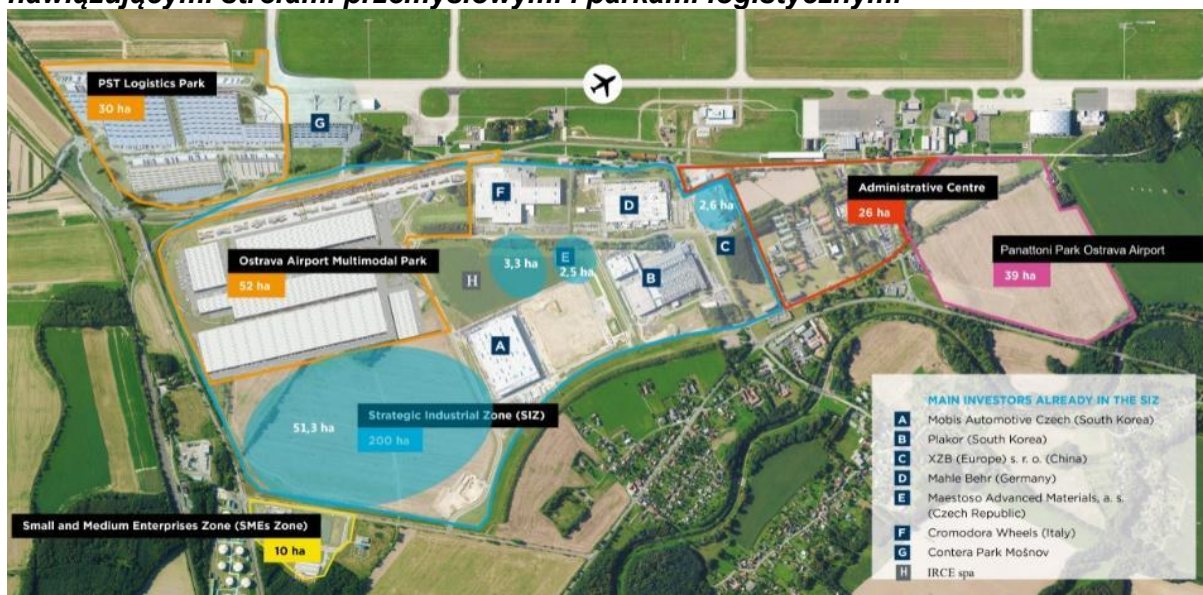 nawiązującymi strefami przemysłowymi i parkami logistycznymi
PST Logistics Park
30 ha
G
F
D
2,6 ha
Administrative Centre
26 ha
C
Panattoni Park Ostrava Airport
39 ha
Ostrava Airport Multimodal Park
52 ha
H
3,3 ha
E
2,5 ha
B
A
Strategic Industrial Zone (SIZ)
200 ha
51,3 ha
Small and Medium Enterprises Zone (SMEs Zone)
10 ha
MAIN INVESTORS ALREADY IN THE SIZ
A Mobis Automotive Czech (South Korea)
B Plakor (South Korea)
C XZB (Europe) s. r. o. (China)
D Mahle Behr (Germany)
E Maestoso Advanced Materials, a. s.
(Czech Republic)
F Cromodora Wheels (Italy)
G Contera Park Mošnov
H IRCE spa